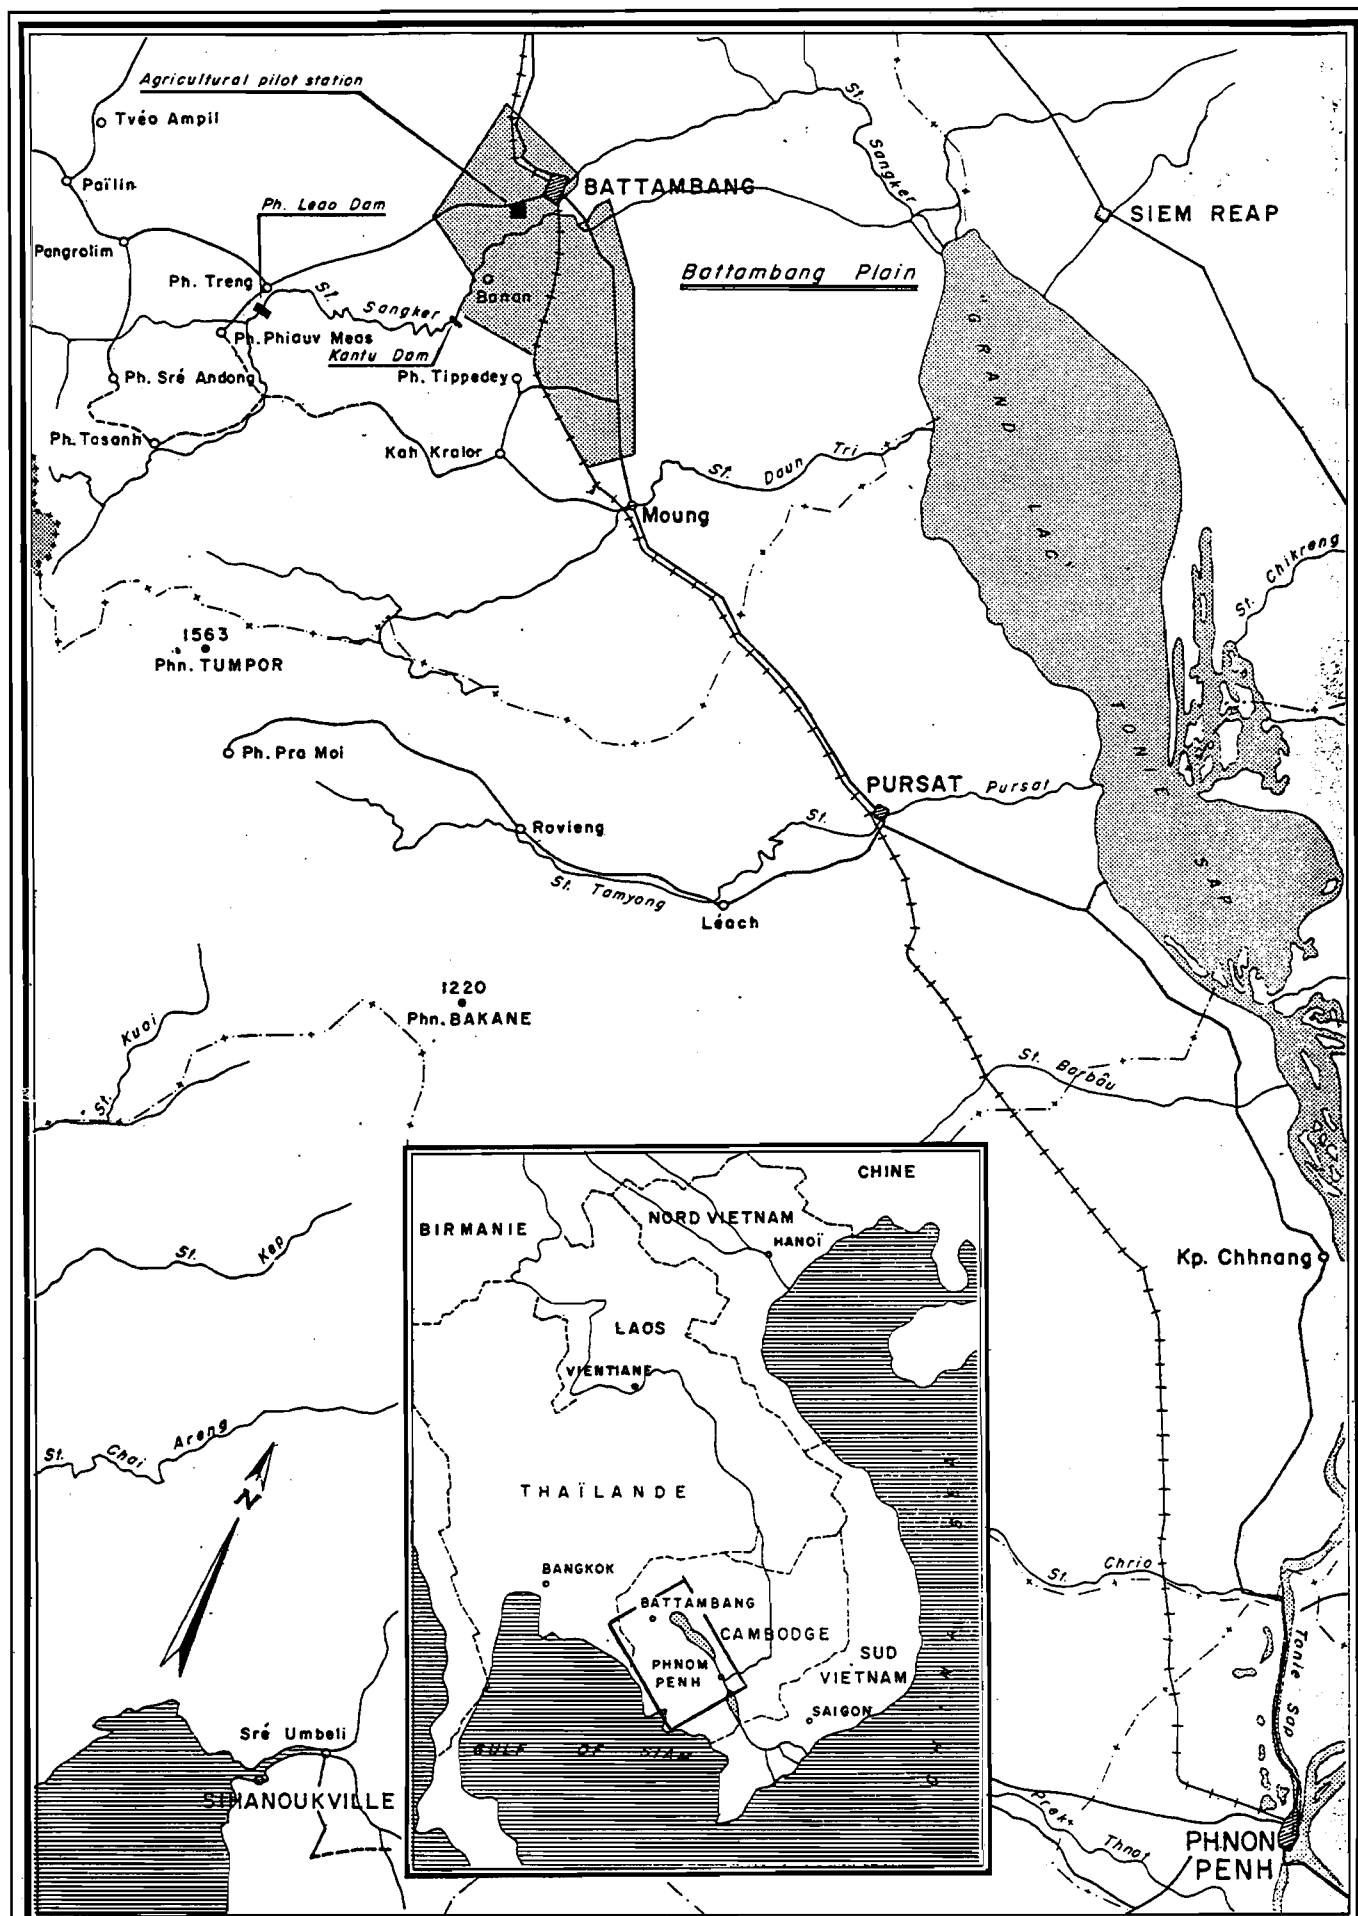 Agricultural pilot station
Tvéo Ampil
Païlin
Ph. Leao Dam
BATTAMBANG
St.
Sangker
SIEM REAP
Pangrolim
Ph. Treng
St. Sangker
Banan
Battambang Plain
Ph. Phiauv Meas
Kantu Dam
Ph. Sré Andong
Ph. Tippedey
GRAND LAC
Ph. Tasanh
Kah Kralor
St. Daun Tri
Moung
St. Chikreng
1563
Phn. TUMPOR
TONLE SAP
Ph. Pra Moi
PURSAT
St. Pursat
Rovieng
St. Tamyong
Léach
1220
Phn. BAKANE
St. Kuoi
St. Barbâu
CHINE
BIRMANIE
NORD VIETNAM
HANOÏ
St. Kep
Kp. Chhnang
LAOS
VIENTIANE
St. Chai Areng
THAÏLANDE
N
BANGKOK
BATTAMBANG
CAMBODGE
St. Chrio
PHNOM
PENH
SUD
VIETNAM
SAIGON
Tonle Sap
GULF OF SIAM
Sré Umbeli
SIHANOUKVILLE
Prek Thnot
PHNON
PENH